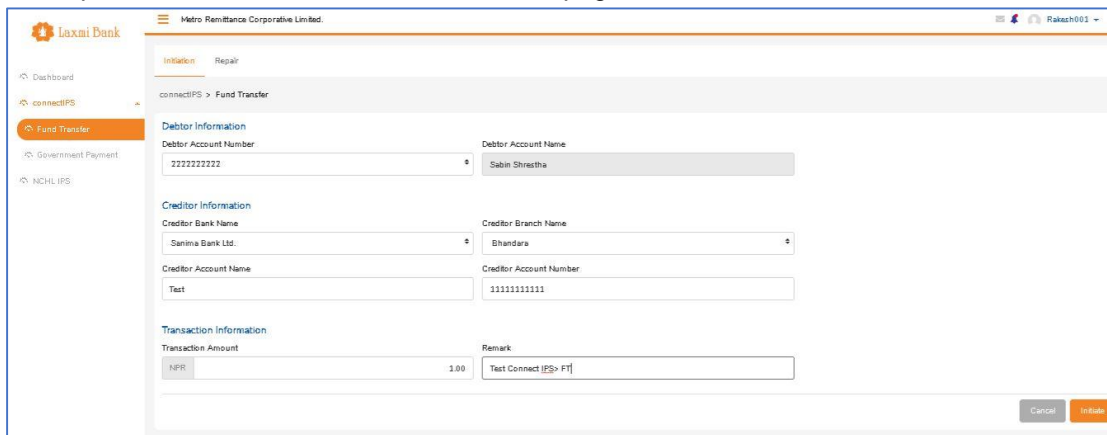 Laxmi Bank
Metro Remittance Corporative Limited.
Rakesh001
Initiation Repair
Dashboard
connectIPS
connectIPS > Fund Transfer
Fund Transfer
Government Payment
NCHL IPS
Debtor Information
Debtor Account Number Debtor Account Name
2222222222 Sabin Shrestha
Creditor Information
Creditor Bank Name Creditor Branch Name
Sanima Bank Ltd. Bhandara
Creditor Account Name Creditor Account Number
Test 11111111111
Transaction Information
Transaction Amount Remark
NPR 1.00 Test Connect IPS> FT
Cancel Initiate